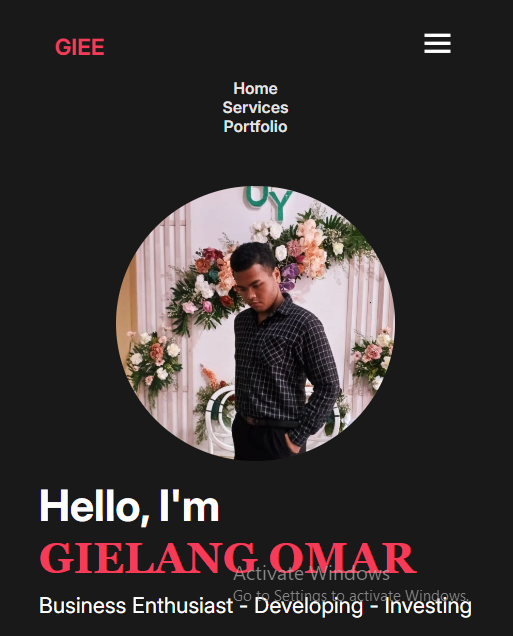 GIEE
Home
Services
Portfolio
UY
Hello, I'm
GIELANG OMAR
Activate Windows
Go to Settings to activate Windows.
Business Enthusiast - Developing - Investing